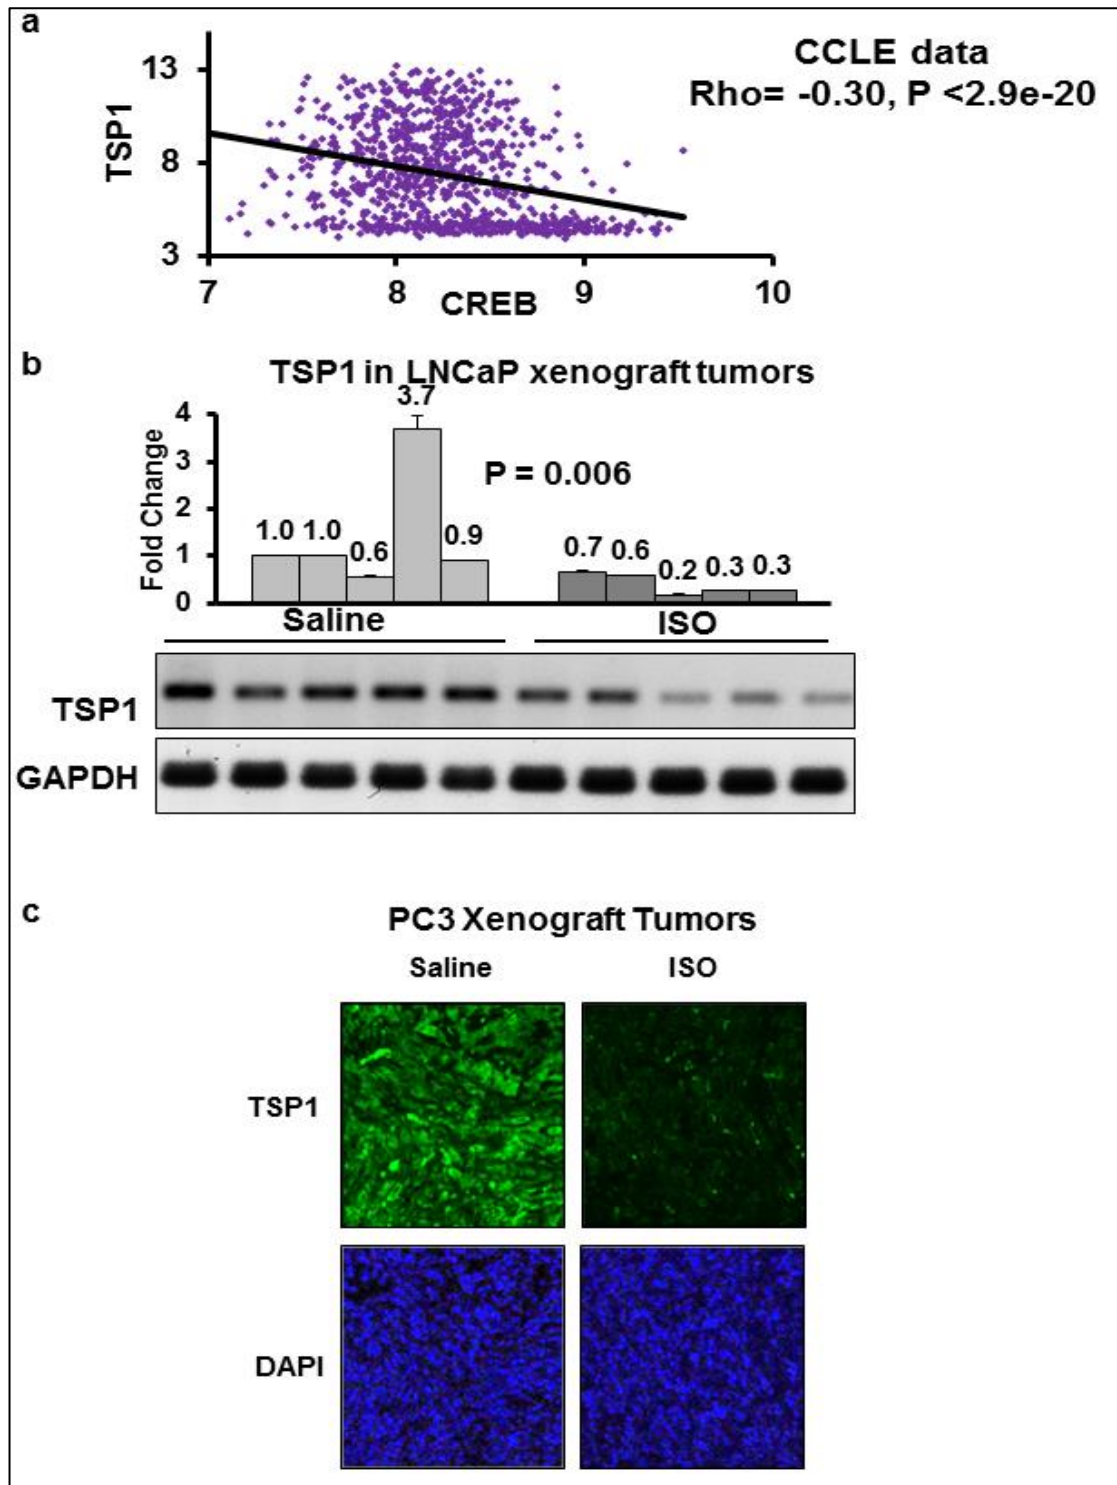 a
CCLE data
Rho= -0.30, P <2.9e-20
TSP1
13
8
3
7 8 9 10
CREB
b
TSP1 in LNCaP xenograft tumors
Fold Change
4
3
2
1
0
1.0 1.0 0.6 3.7 0.9
P = 0.006
0.7 0.6 0.2 0.3 0.3
Saline ISO
TSP1
GAPDH
c
PC3 Xenograft Tumors
Saline ISO
TSP1
DAPI